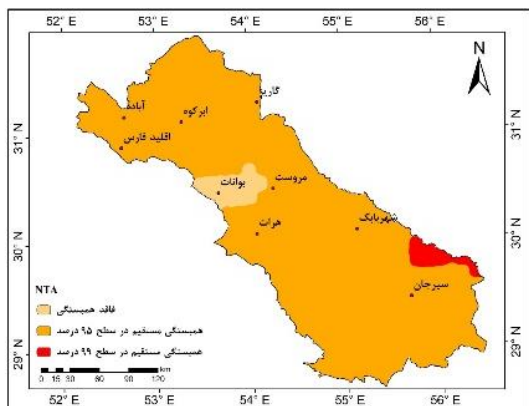 52° E 53° E 54° E 55° E 56° E
N
گاریز
آباده
ابرکوه
اقلید فارس
31° N
31° N
مروست
بوانات
شهربابک
هرات
30° N
30° N
سیرجان
NTA
فاقد همبستگی
همبستگی مستقیم در سطح ۹۵ درصد
همبستگی مستقیم در سطح ۹۹ درصد
29° N
29° N
0 15 30 60 90 120 km
52° E 53° E 54° E 55° E 56° E